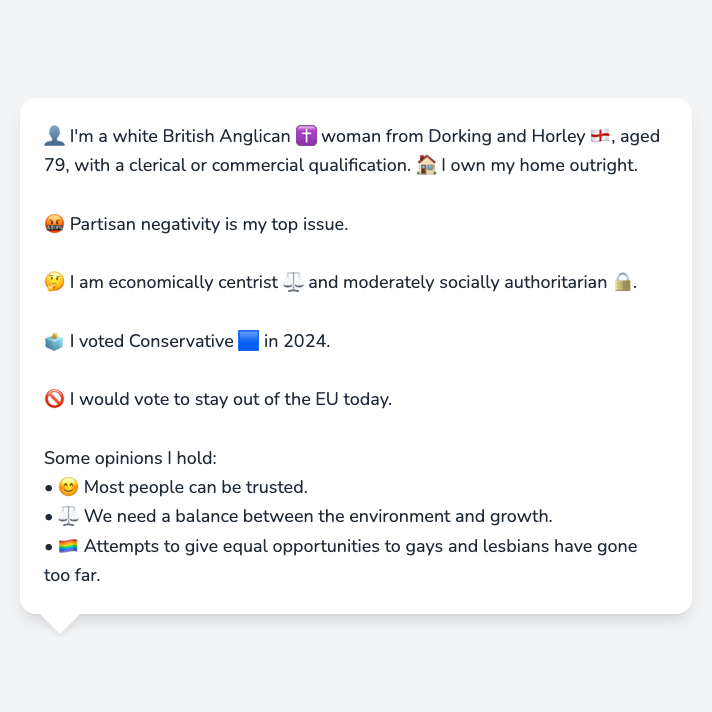 👤 I'm a white British Anglican ✝️ woman from Dorking and Horley 🏴󠁧󠁢󠁥󠁮󠁧󠁿, aged
79, with a clerical or commercial qualification. 🏠 I own my home outright.
🤬 Partisan negativity is my top issue.
🤔 I am economically centrist ⚖️ and moderately socially authoritarian 🔒.
🗳️ I voted Conservative 🟦 in 2024.
🚫 I would vote to stay out of the EU today.
Some opinions I hold:
• 😊 Most people can be trusted.
• ⚖️ We need a balance between the environment and growth.
• 🏳️‍🌈 Attempts to give equal opportunities to gays and lesbians have gone
too far.